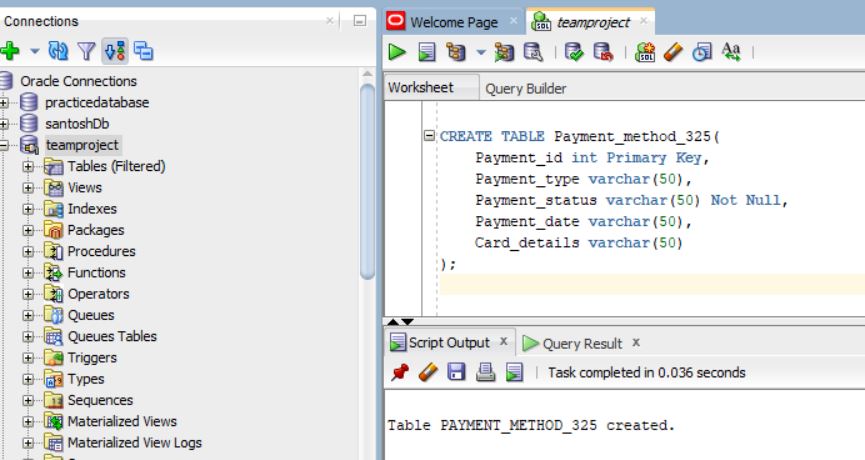 Connections
Oracle Connections
practicedatabase
santoshDb
teamproject
Tables (Filtered)
Views
Indexes
Packages
Procedures
Functions
Operators
Queues
Queues Tables
Triggers
Types
Sequences
Materialized Views
Materialized View Logs
Welcome Page
teamproject
Worksheet
Query Builder
CREATE TABLE Payment_method_325(
Payment_id int Primary Key,
Payment_type varchar(50),
Payment_status varchar(50) Not Null,
Payment_date varchar(50),
Card_details varchar(50)
);
Script Output
Query Result
Task completed in 0.036 seconds
Table PAYMENT_METHOD_325 created.